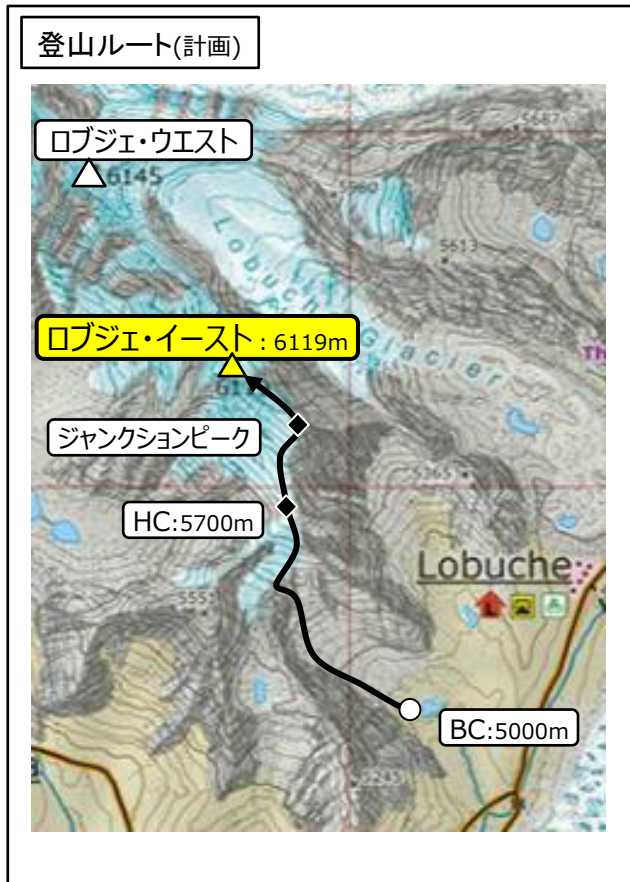 登山ルート(計画)
5687
ロブジェ・ウエスト
6145
5613
Lobuche Glacier
ロブジェ・イースト : 6119m
Th
ジャンクションピーク
HC:5700m
Lobuche
5551
BC:5000m